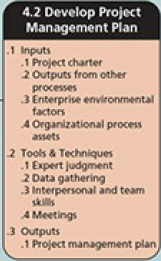 4.2 Develop Project
Management Plan
.1 Inputs
.1 Project charter
.2 Outputs from other
processes
.3 Enterprise environmental
factors
.4 Organizational process
assets
.2 Tools & Techniques
.1 Expert judgment
.2 Data gathering
.3 Interpersonal and team
skills
.4 Meetings
.3 Outputs
.1 Project management plan